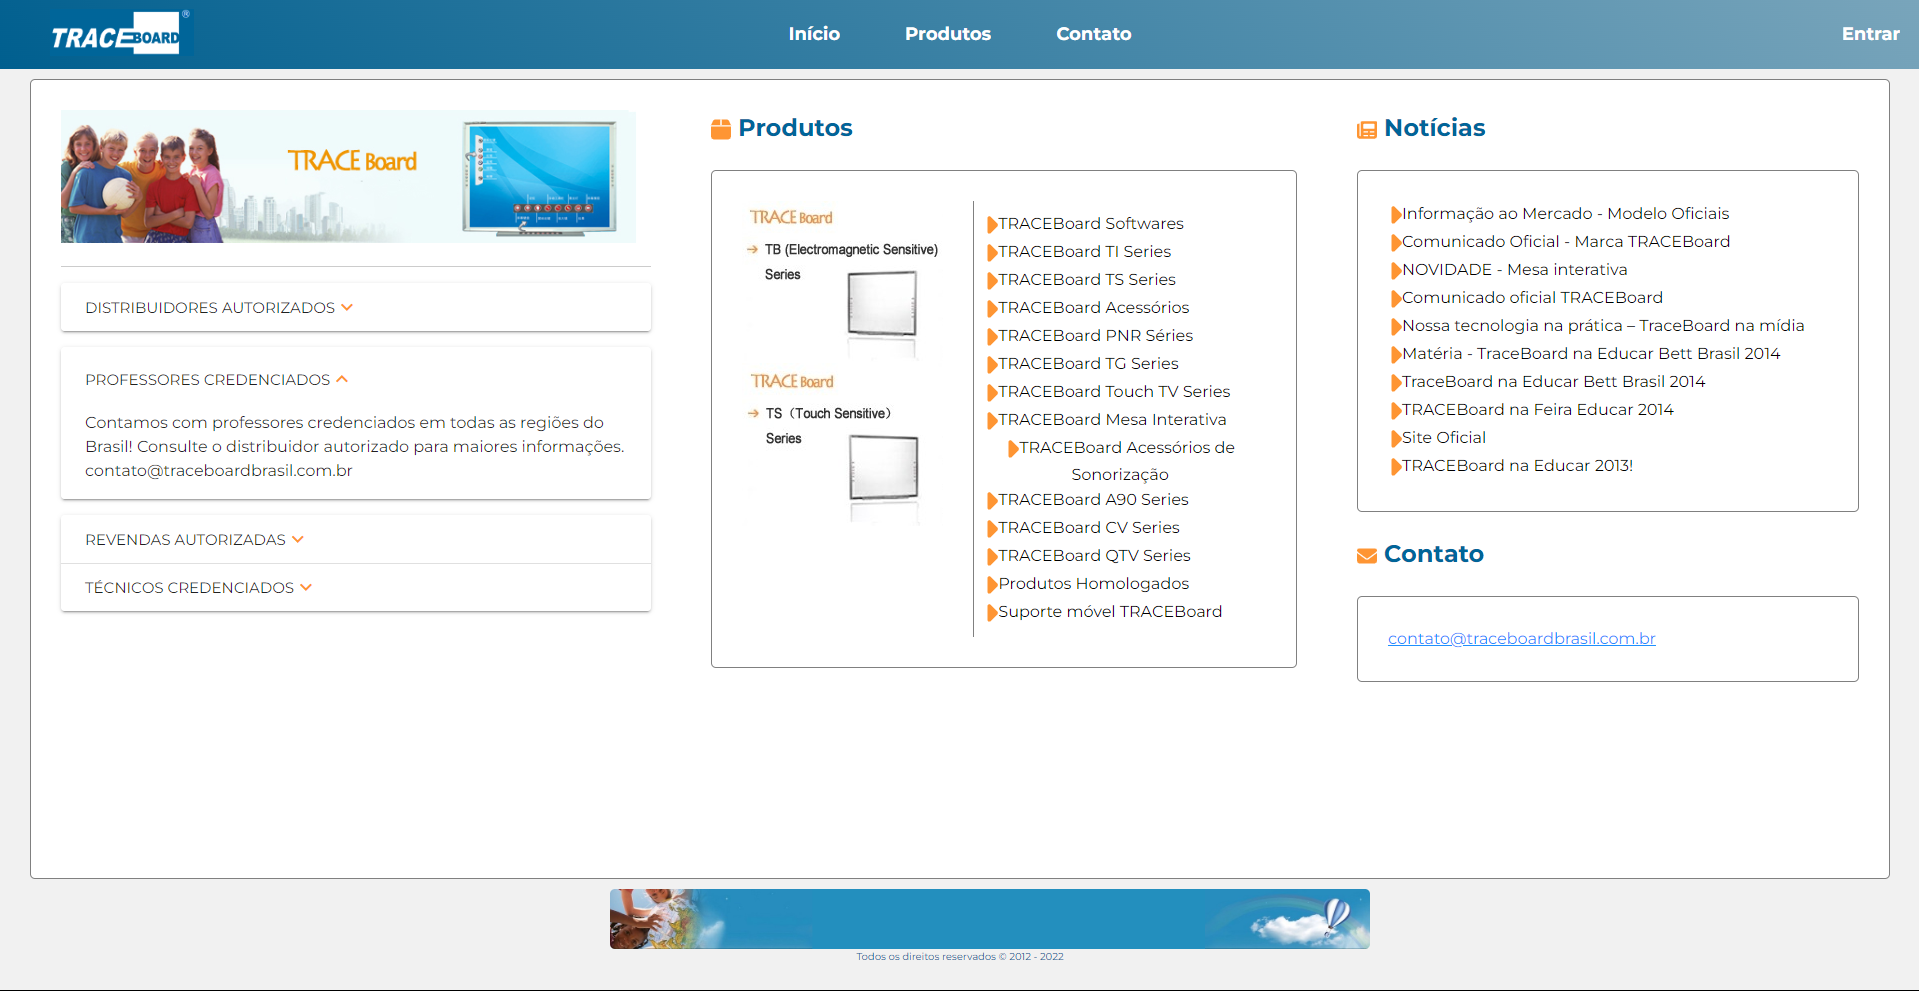 TRACEBOARD®
Início
Produtos
Contato
Entrar
TRACE Board
DISTRIBUIDORES AUTORIZADOS
PROFESSORES CREDENCIADOS
Contamos com professores credenciados em todas as regiões do
Brasil! Consulte o distribuidor autorizado para maiores informações.
contato@traceboardbrasil.com.br
REVENDAS AUTORIZADAS
TÉCNICOS CREDENCIADOS
Produtos
TRACE Board
TB (Electromagnetic Sensitive)
Series
TRACE Board
TS (Touch Sensitive)
Series
TRACEBoard Softwares
TRACEBoard TI Series
TRACEBoard TS Series
TRACEBoard Acessórios
TRACEBoard PNR Séries
TRACEBoard TG Series
TRACEBoard Touch TV Series
TRACEBoard Mesa Interativa
TRACEBoard Acessórios de
Sonorização
TRACEBoard A90 Series
TRACEBoard CV Series
TRACEBoard QTV Series
Produtos Homologados
Suporte móvel TRACEBoard
Notícias
Informação ao Mercado - Modelo Oficiais
Comunicado Oficial - Marca TRACEBoard
NOVIDADE - Mesa interativa
Comunicado oficial TRACEBoard
Nossa tecnologia na prática – TraceBoard na mídia
Matéria - TraceBoard na Educar Bett Brasil 2014
TraceBoard na Educar Bett Brasil 2014
TRACEBoard na Feira Educar 2014
Site Oficial
TRACEBoard na Educar 2013!
Contato
contato@traceboardbrasil.com.br
Todos os direitos reservados © 2012 - 2022